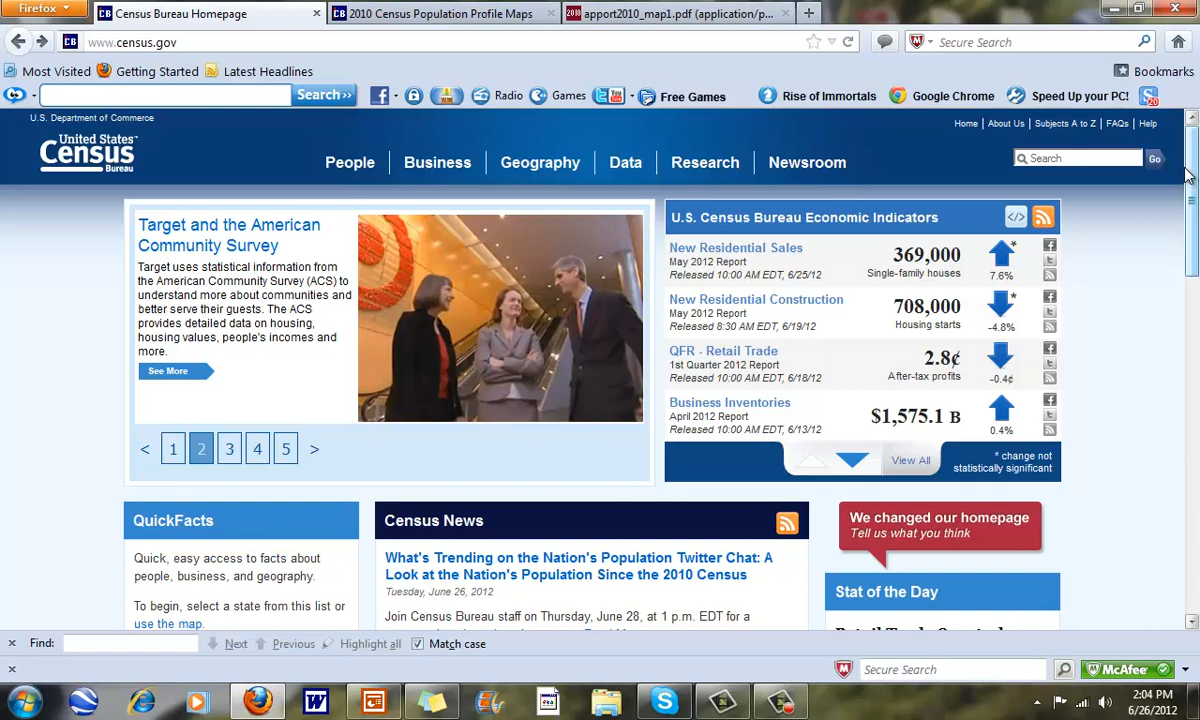 Firefox
Census Bureau Homepage
2010 Census Population Profile Maps
apport2010_map1.pdf (application/p...
www.census.gov
Secure Search
Most Visited
Getting Started
Latest Headlines
Bookmarks
Search››
Radio
Games
Free Games
Rise of Immortals
Google Chrome
Speed Up your PC!
20
U.S. Department of Commerce
Home
About Us
Subjects A to Z
FAQs
Help
United States
Census
Bureau
People
Business
Geography
Data
Research
Newsroom
Search
Go
Target and the American
Community Survey
Target uses statistical information from
the American Community Survey (ACS) to
understand more about communities and
better serve their guests. The ACS
provides detailed data on housing,
housing values, people's incomes and
more.
See More
< 1 2 3 4 5 >
U.S. Census Bureau Economic Indicators
</>
New Residential Sales
May 2012 Report
Released 10:00 AM EDT, 6/25/12
369,000
Single-family houses
*
7.6%
New Residential Construction
May 2012 Report
Released 8:30 AM EDT, 6/19/12
708,000
Housing starts
*
-4.8%
QFR - Retail Trade
1st Quarter 2012 Report
Released 10:00 AM EDT, 6/18/12
2.8¢
After-tax profits
-0.4¢
Business Inventories
April 2012 Report
Released 10:00 AM EDT, 6/13/12
$1,575.1 B
0.4%
View All
* change not
statistically significant
QuickFacts
Quick, easy access to facts about
people, business, and geography.
To begin, select a state from this list or
use the map.
Census News
What's Trending on the Nation's Population Twitter Chat: A
Look at the Nation's Population Since the 2010 Census
Tuesday, June 26, 2012
Join Census Bureau staff on Thursday, June 28, at 1 p.m. EDT for a
We changed our homepage
Tell us what you think
Stat of the Day
Find:
Next
Previous
Highlight all
Match case
Secure Search
McAfee
2:04 PM
6/26/2012